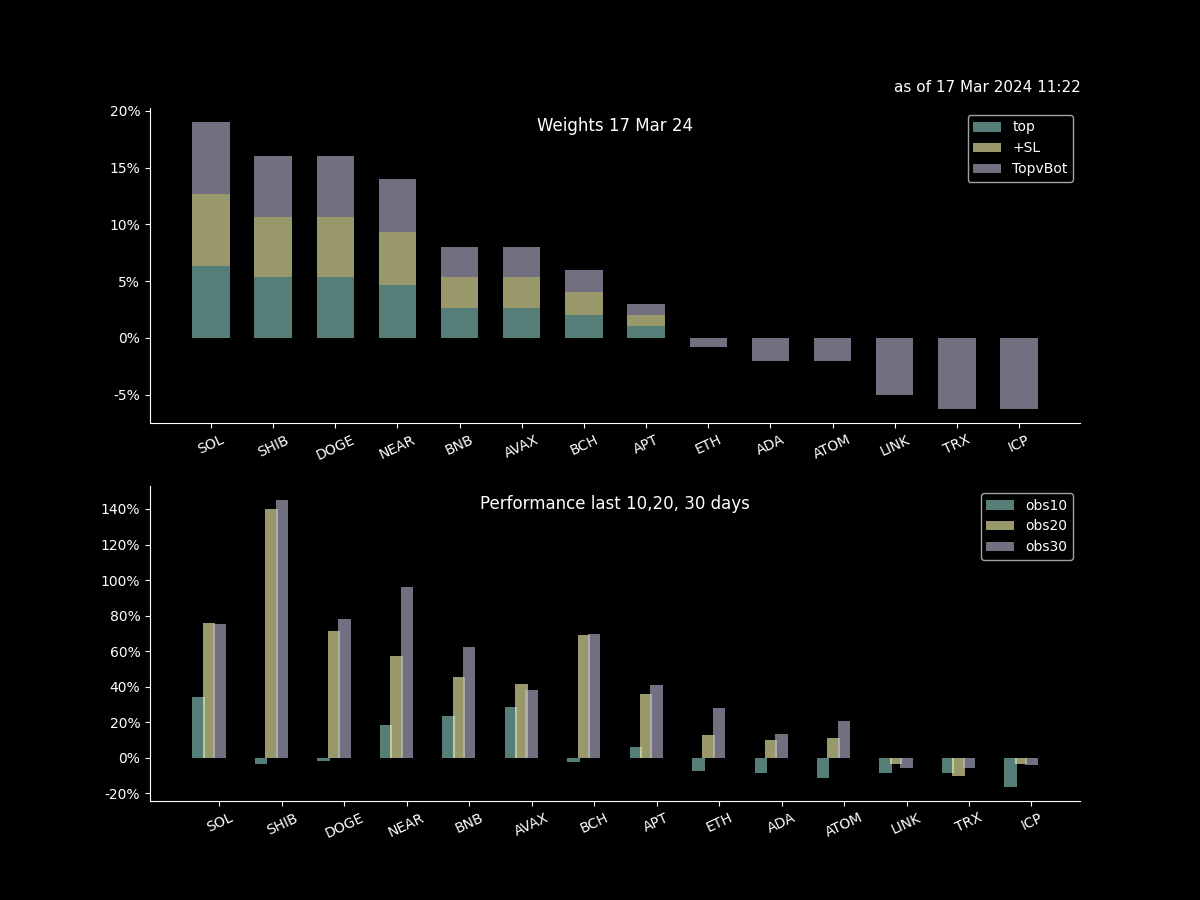 as of 17 Mar 2024 11:22
Weights 17 Mar 24
top
+SL
TopvBot
20%
15%
10%
5%
0%
-5%
SOL SHIB DOGE NEAR BNB AVAX BCH APT ETH ADA ATOM LINK TRX ICP
Performance last 10,20, 30 days
obs10
obs20
obs30
140%
120%
100%
80%
60%
40%
20%
0%
-20%
SOL SHIB DOGE NEAR BNB AVAX BCH APT ETH ADA ATOM LINK TRX ICP